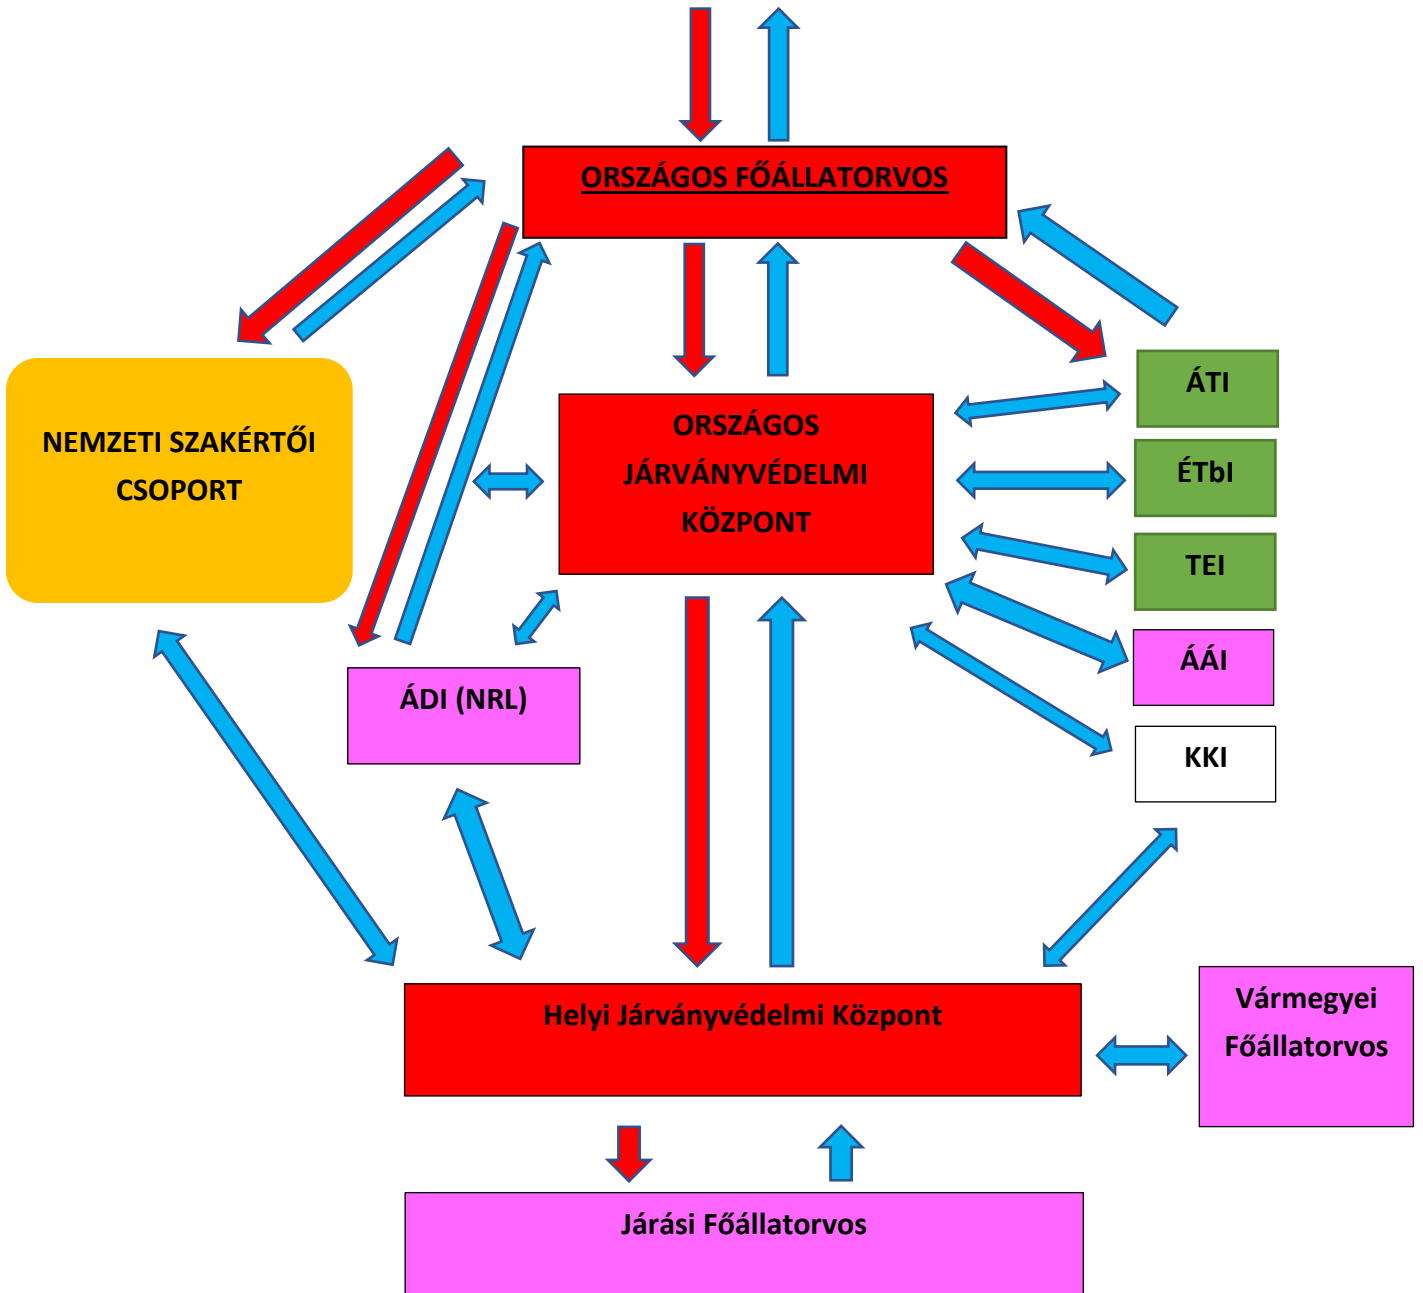 ORSZÁGOS FŐÁLLATORVOS
NEMZETI SZAKÉRTŐI
CSOPORT
ORSZÁGOS
JÁRVÁNYVÉDELMI
KÖZPONT
ÁTI
ÉTbI
TEI
ÁÁI
KKI
ÁDI (NRL)
Helyi Járványvédelmi Központ
Vármegyei
Főállatorvos
Járási Főállatorvos